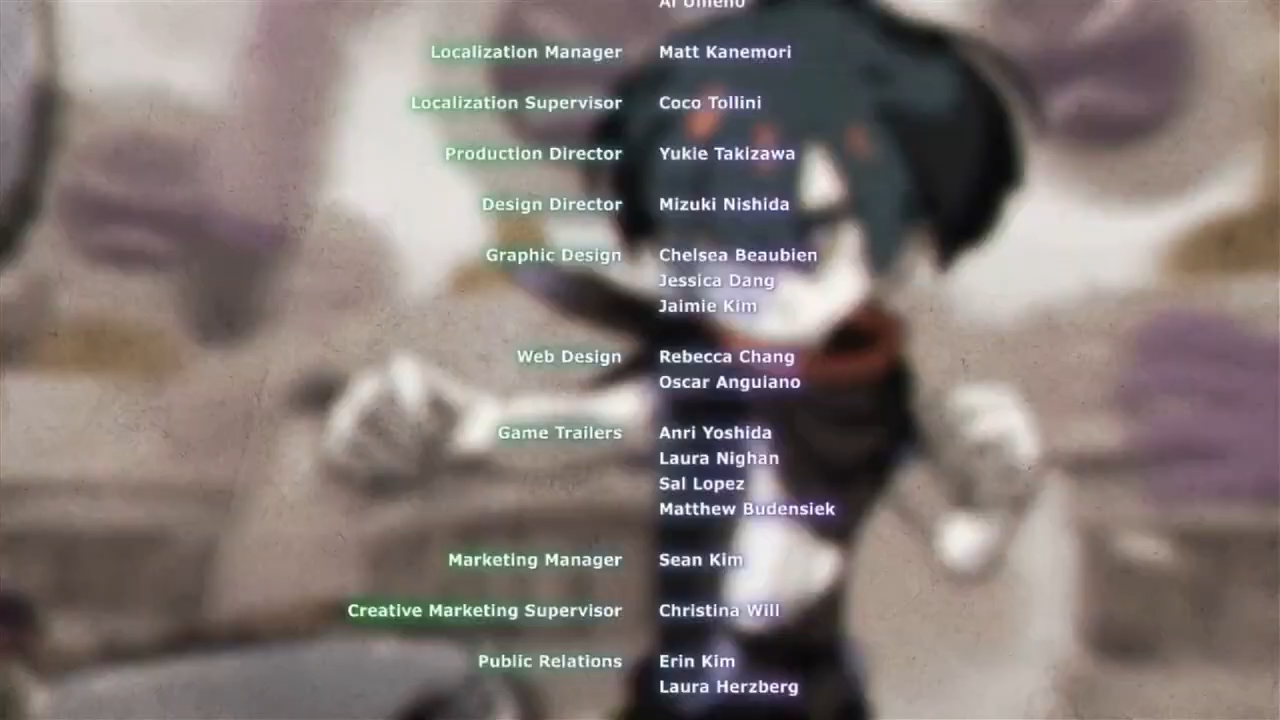 Ai Umeno
Localization Manager Matt Kanemori
Localization Supervisor Coco Tollini
Production Director Yukie Takizawa
Design Director Mizuki Nishida
Graphic Design Chelsea Beaubien
Jessica Dang
Jaimie Kim
Web Design Rebecca Chang
Oscar Anguiano
Game Trailers Anri Yoshida
Laura Nighan
Sal Lopez
Matthew Budensiek
Marketing Manager Sean Kim
Creative Marketing Supervisor Christina Will
Public Relations Erin Kim
Laura Herzberg